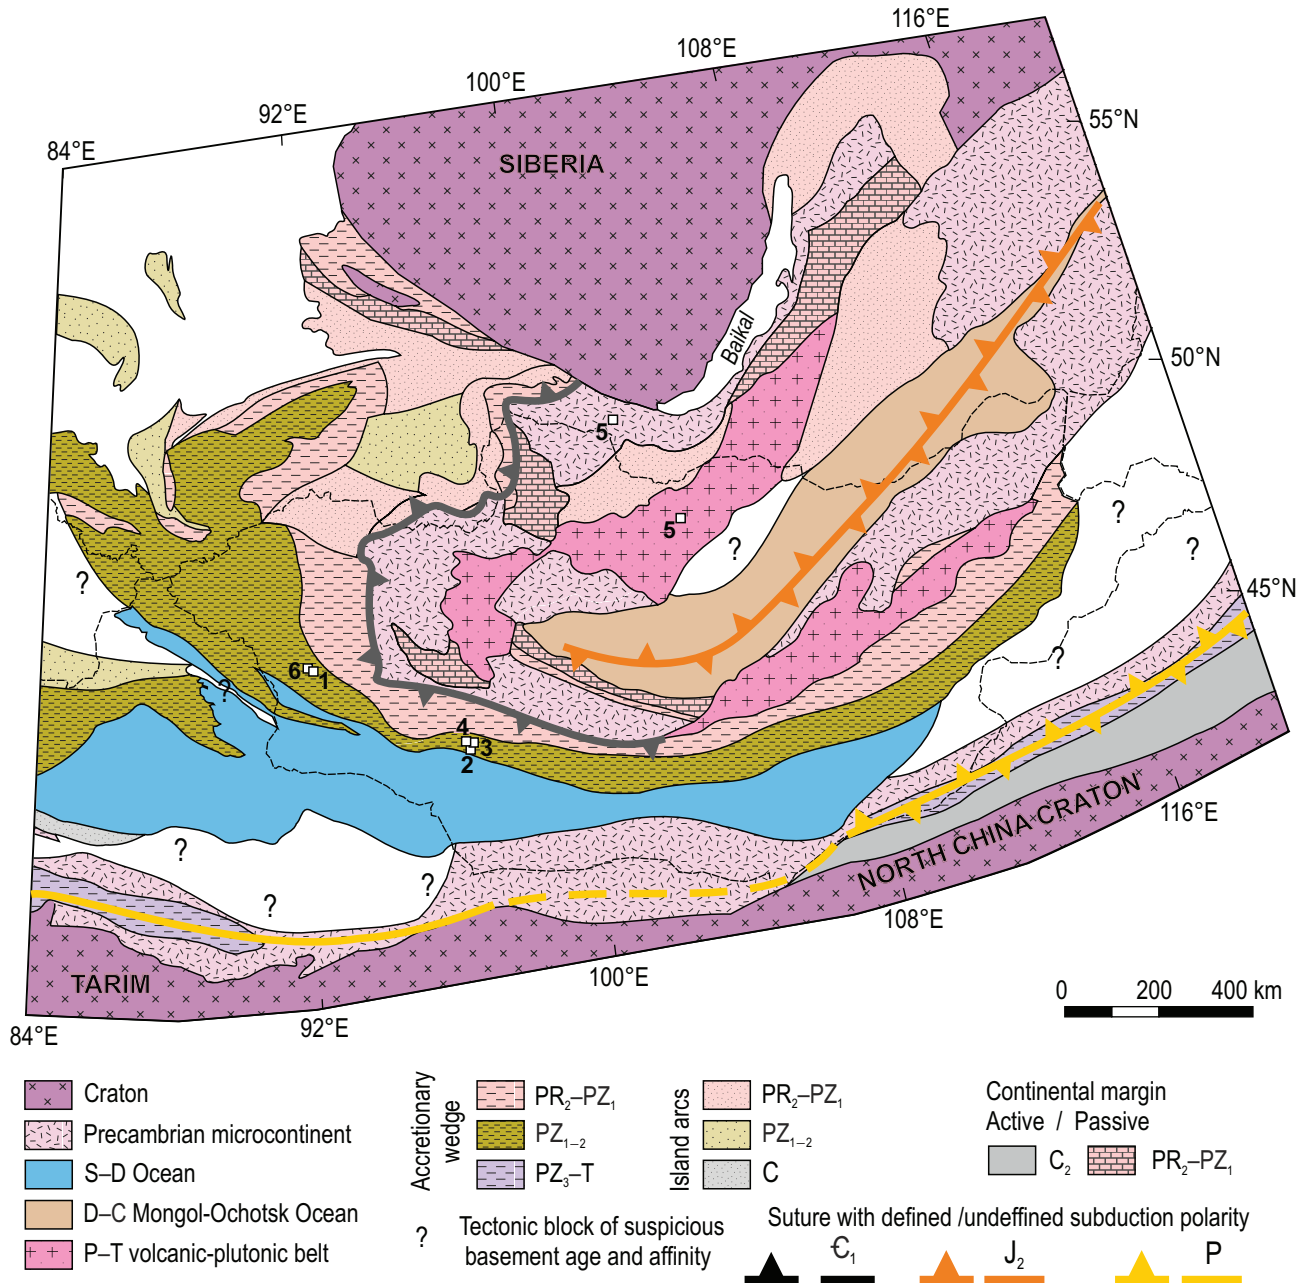 116°E
108°E
100°E
92°E
84°E
55°N
SIBERIA
Baikal
50°N
5
5
?
?
?
?
45°N
?
6
1
?
4
3
2
?
?
?
NORTH CHINA CRATON
116°E
108°E
100°E
TARIM
92°E
84°E
0 200 400 km
Craton
Precambrian microcontinent
S–D Ocean
D–C Mongol-Ochotsk Ocean
P–T volcanic-plutonic belt
Accretionary
wedge
PR₂–PZ₁
PZ₁₋₂
PZ₃–T
? Tectonic block of suspicious
basement age and affinity
Island arcs
PR₂–PZ₁
PZ₁₋₂
C
Continental margin
Active / Passive
C₂ PR₂–PZ₁
Suture with defined /undeffined subduction polarity
Є₁ J₂ P